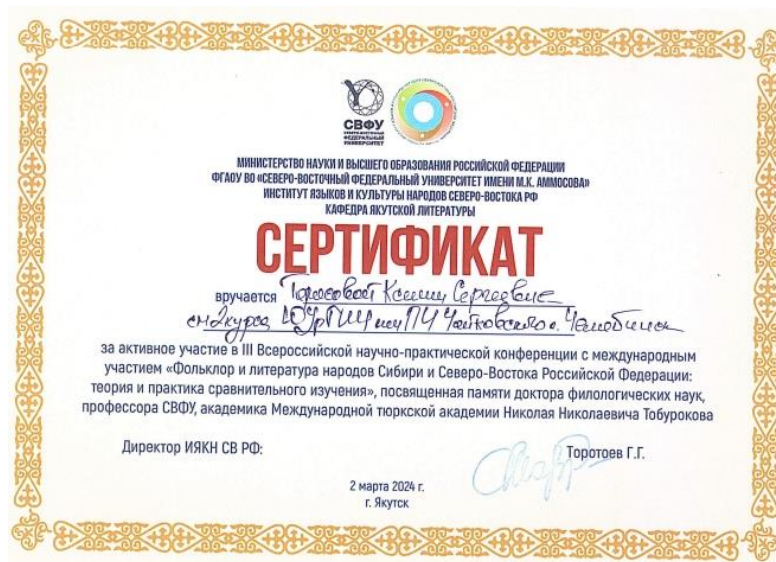 СВФУ
СЕВЕРО-ВОСТОЧНЫЙ
ФЕДЕРАЛЬНЫЙ
УНИВЕРСИТЕТ
МИНИСТЕРСТВО НАУКИ И ВЫСШЕГО ОБРАЗОВАНИЯ РОССИЙСКОЙ ФЕДЕРАЦИИ
ФГАОУ ВО «СЕВЕРО-ВОСТОЧНЫЙ ФЕДЕРАЛЬНЫЙ УНИВЕРСИТЕТ ИМЕНИ М.К. АММОСОВА»
ИНСТИТУТ ЯЗЫКОВ И КУЛЬТУРЫ НАРОДОВ СЕВЕРО-ВОСТОКА РФ
КАФЕДРА ЯКУТСКОЙ ЛИТЕРАТУРЫ
СЕРТИФИКАТ
вручается Ксении Сергеевне
2 курса ЮУрГИИ им П И Чайковского г. Челябинск
за активное участие в III Всероссийской научно-практической конференции с международным
участием «Фольклор и литература народов Сибири и Северо-Востока Российской Федерации:
теория и практика сравнительного изучения», посвященная памяти доктора филологических наук,
профессора СВФУ, академика Международной тюркской академии Николая Николаевича Тобурокова
Директор ИЯКН СВ РФ:
Торотоев Г.Г.
2 марта 2024 г.
г. Якутск